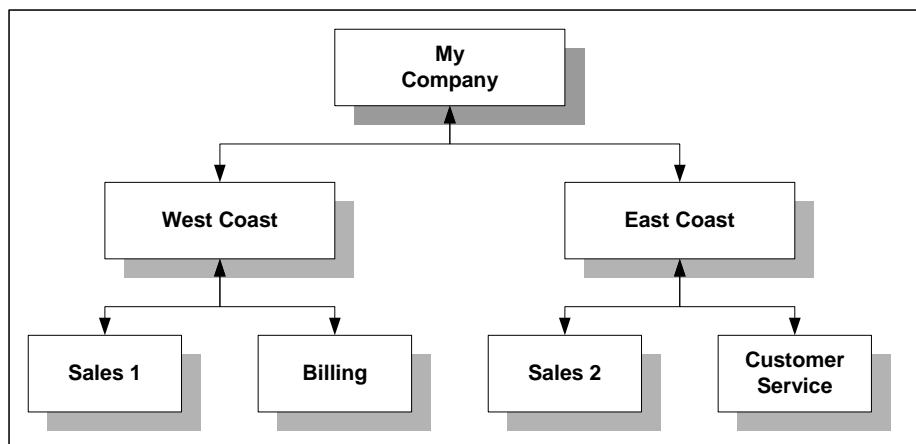 My
Company
West Coast
East Coast
Sales 1
Billing
Sales 2
Customer
Service